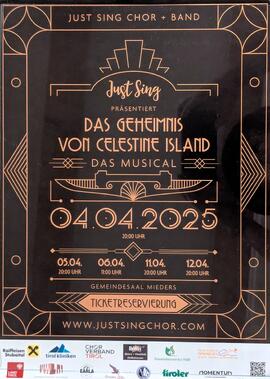 JUST SING CHOR + BAND
Just Sing
PRÄSENTIERT
DAS GEHEIMNIS
VON CELESTINE ISLAND
DAS MUSICAL
04.04.2025
20:00 UHR
05.04. 06.04. 11.04. 12.04.
20:00 UHR 11:00 UHR 20:00 UHR 20:00 UHR
GEMEINDESAAL MIEDERS
TICKETRESERVIERUNG
WWW.JUSTSINGCHOR.COM
Raiffeisen
Stubaital
tirol kliniken
CHOR
VERBAND
TIROL
tiroler
MOMENTUM